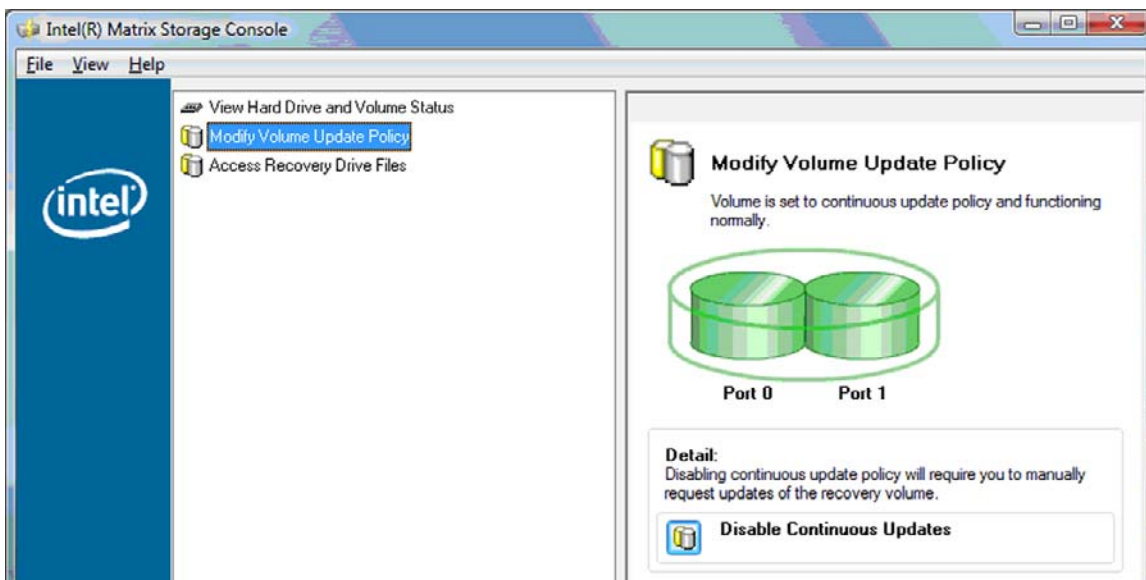 Intel(R) Matrix Storage Console
File View Help
intel
View Hard Drive and Volume Status
Modify Volume Update Policy
Access Recovery Drive Files
Modify Volume Update Policy
Volume is set to continuous update policy and functioning
normally.
Port 0 Port 1
Detail:
Disabling continuous update policy will require you to manually
request updates of the recovery volume.
Disable Continuous Updates